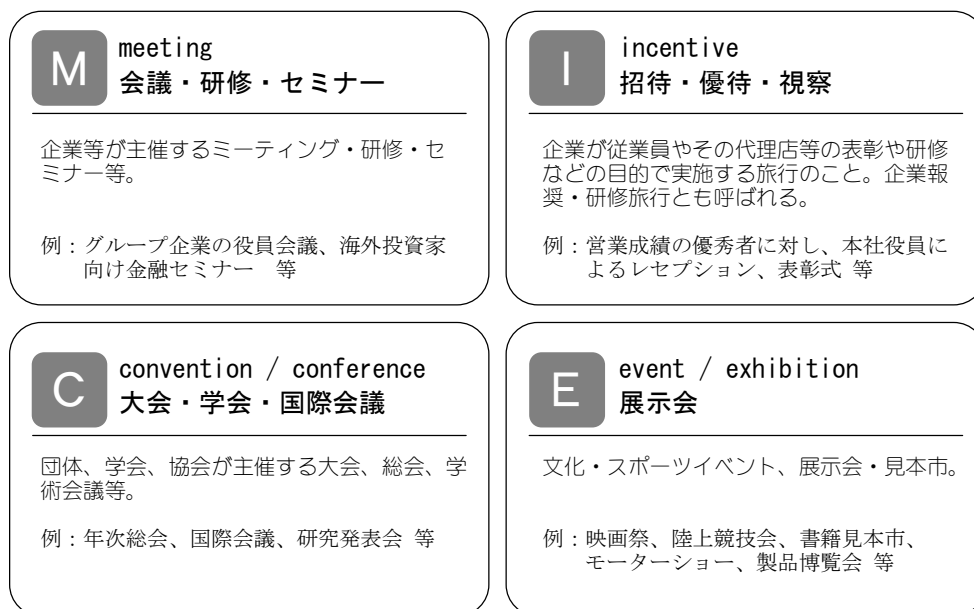 M
meeting
会議・研修・セミナー
企業等が主催するミーティング・研修・セ
ミナー等。
例：グループ企業の役員会議、海外投資家
向け金融セミナー　等
I
incentive
招待・優待・視察
企業が従業員やその代理店等の表彰や研修
などの目的で実施する旅行のこと。企業報
奨・研修旅行とも呼ばれる。
例：営業成績の優秀者に対し、本社役員に
よるレセプション、表彰式 等
C
convention / conference
大会・学会・国際会議
団体、学会、協会が主催する大会、総会、学
術会議等。
例：年次総会、国際会議、研究発表会 等
E
event / exhibition
展示会
文化・スポーツイベント、展示会・見本市。
例：映画祭、陸上競技会、書籍見本市、
モーターショー、製品博覧会 等